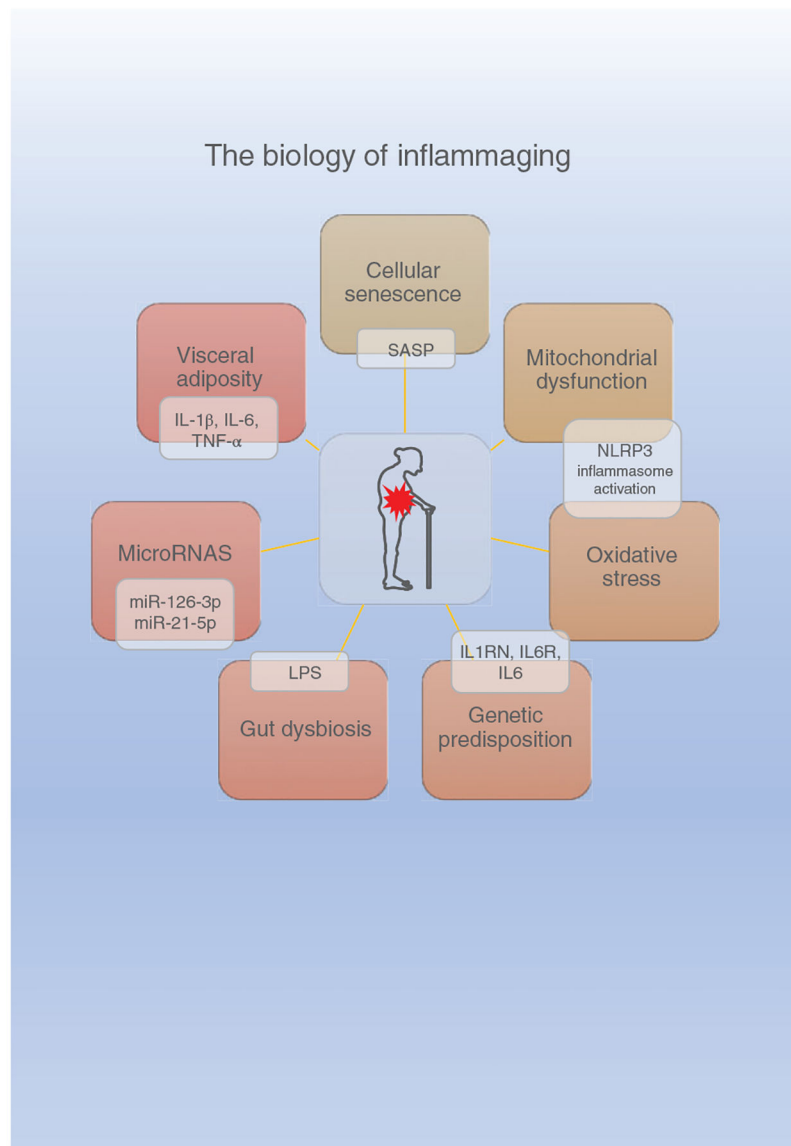 The biology of inflammaging
Cellular
senescence
SASP
Mitochondrial
dysfunction
NLRP3
inflammasome
activation
Oxidative
stress
IL1RN, IL6R,
IL6
Genetic
predisposition
LPS
Gut dysbiosis
MicroRNAS
miR-126-3p
miR-21-5p
Visceral
adiposity
IL-1β, IL-6,
TNF-α